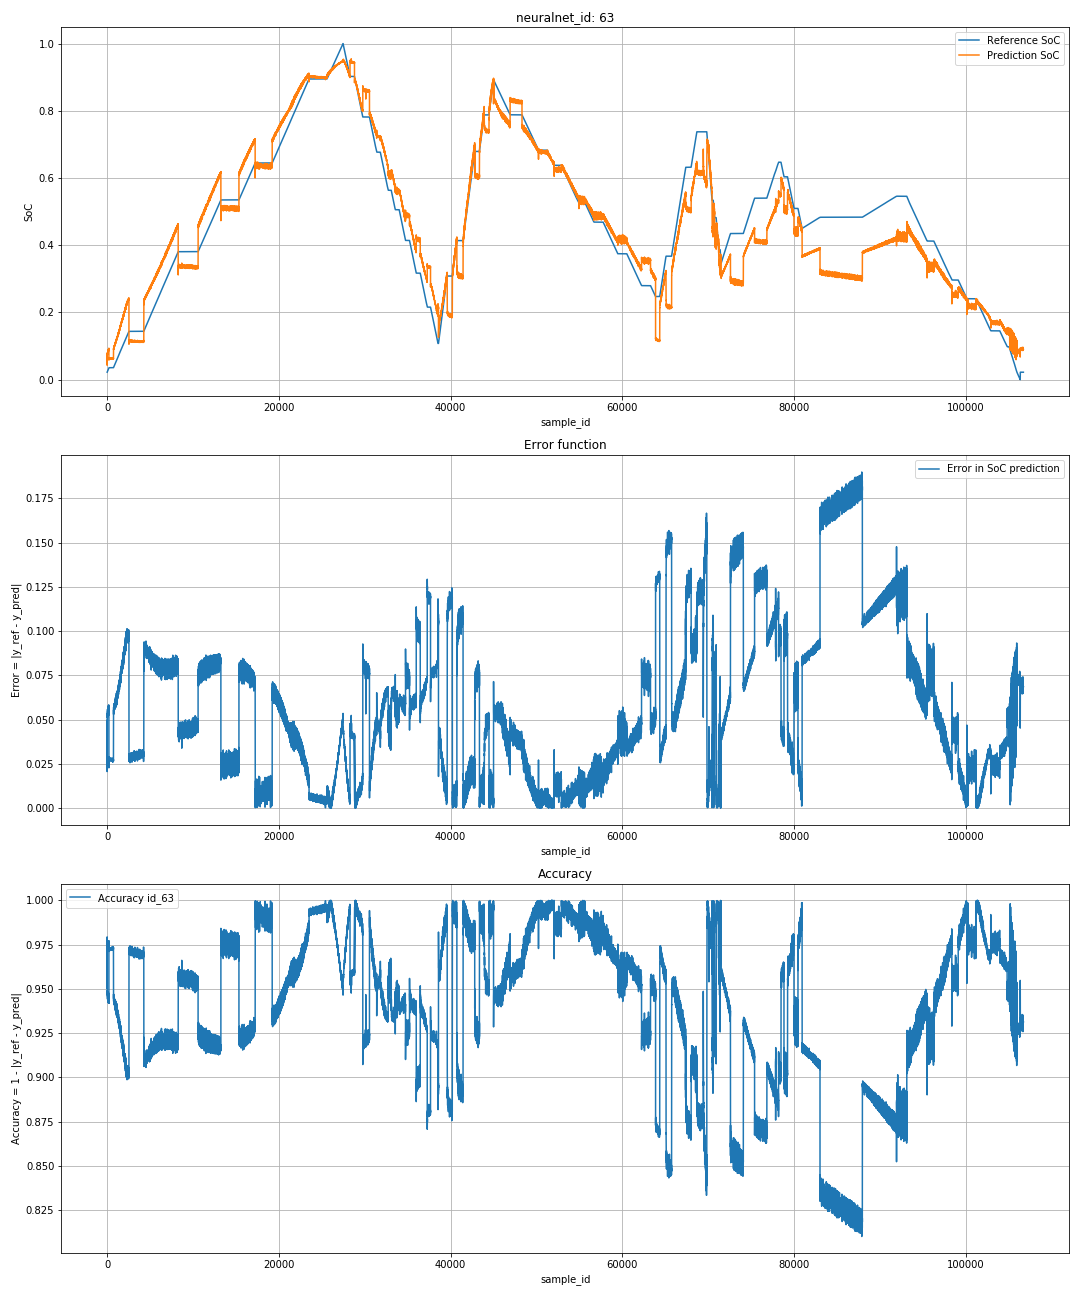 neuralnet_id: 63
Reference SoC
Prediction SoC
1.0
0.8
0.6
0.4
0.2
0.0
SoC
0 20000 40000 60000 80000 100000
sample_id
Error function
Error in SoC prediction
0.175
0.150
0.125
0.100
0.075
0.050
0.025
0.000
Error = |y_ref - y_pred|
0 20000 40000 60000 80000 100000
sample_id
Accuracy
Accuracy id_63
1.000
0.975
0.950
0.925
0.900
0.875
0.850
0.825
Accuracy = 1 - |y_ref - y_pred|
0 20000 40000 60000 80000 100000
sample_id